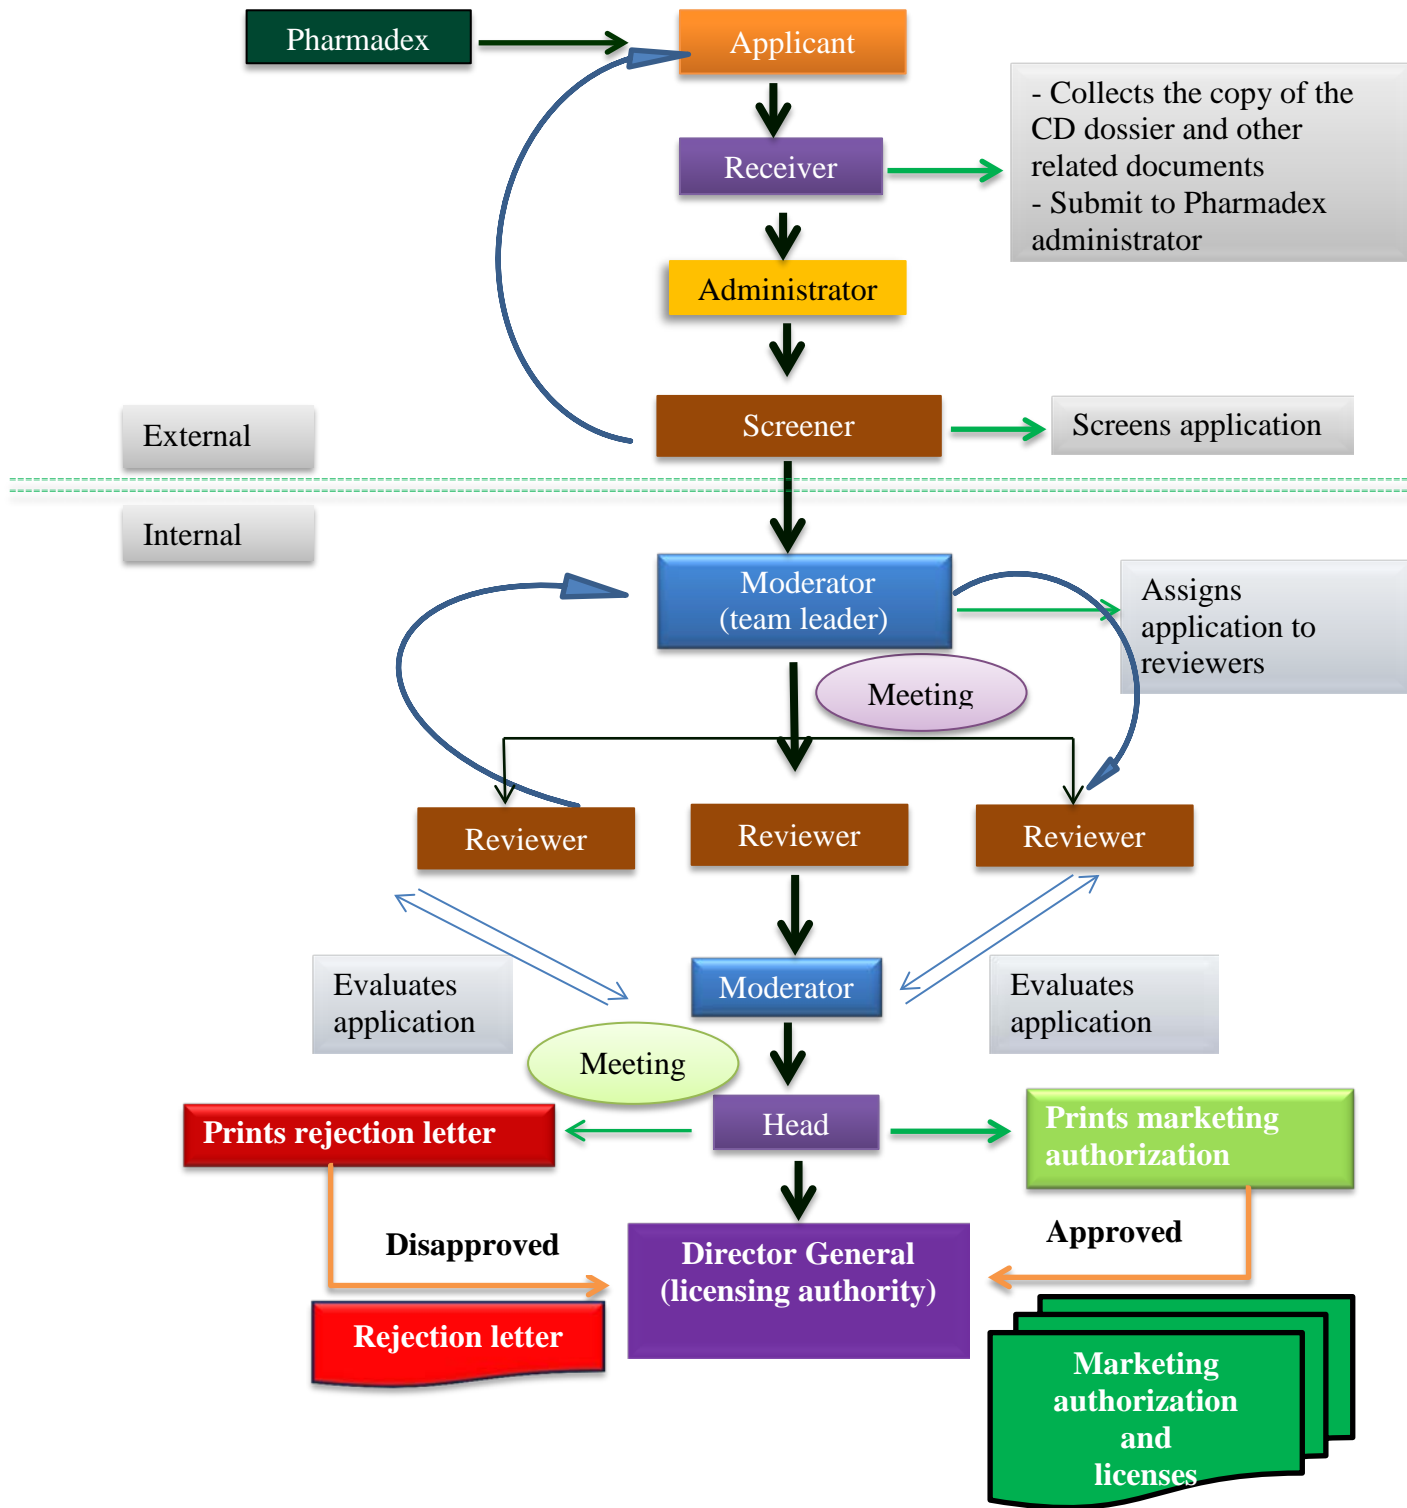 Pharmadex
Applicant
- Collects the copy of the
CD dossier and other
related documents
- Submit to Pharmadex
administrator
Receiver
Administrator
Screener
Screens application
External
Internal
Moderator
(team leader)
Assigns
application to
reviewers
Meeting
Reviewer
Reviewer
Reviewer
Evaluates
application
Moderator
Evaluates
application
Meeting
Prints rejection letter
Head
Prints marketing
authorization
Disapproved
Director General
(licensing authority)
Approved
Rejection letter
Marketing
authorization
and
licenses